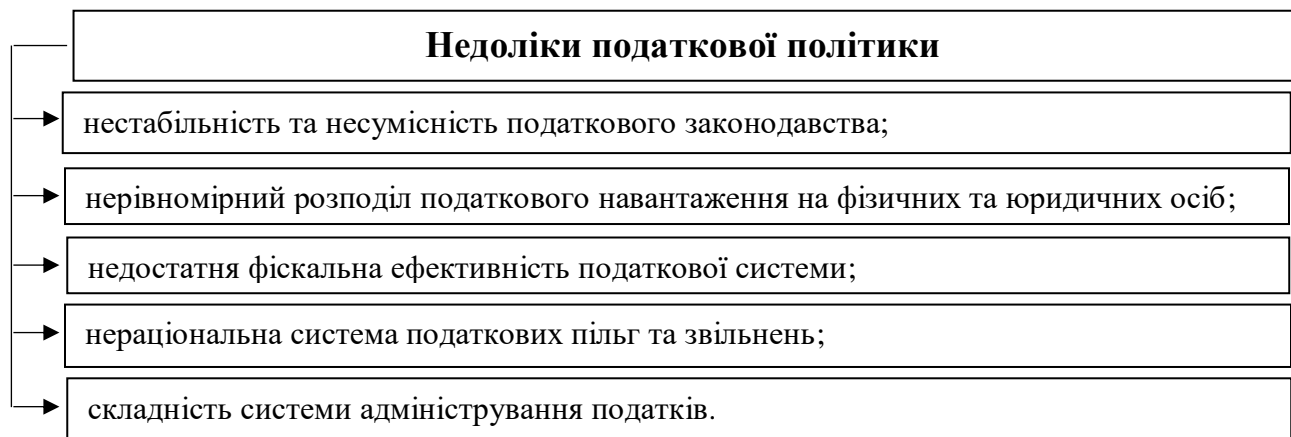 Недоліки податкової політики
нестабільність та несумісність податкового законодавства;
нерівномірний розподіл податкового навантаження на фізичних та юридичних осіб;
недостатня фіскальна ефективність податкової системи;
нераціональна система податкових пільг та звільнень;
складність системи адміністрування податків.